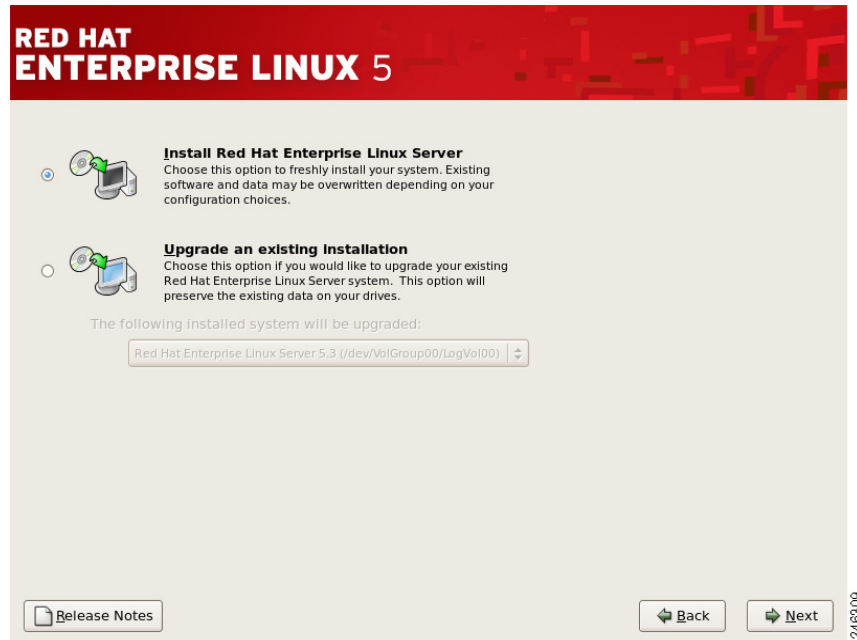 RED HAT
ENTERPRISE LINUX 5
Install Red Hat Enterprise Linux Server
Choose this option to freshly install your system. Existing
software and data may be overwritten depending on your
configuration choices.
Upgrade an existing installation
Choose this option if you would like to upgrade your existing
Red Hat Enterprise Linux Server system. This option will
preserve the existing data on your drives.
The following installed system will be upgraded:
Red Hat Enterprise Linux Server 5.3 (/dev/VolGroup00/LogVol00)
Release Notes
Back
Next
246309